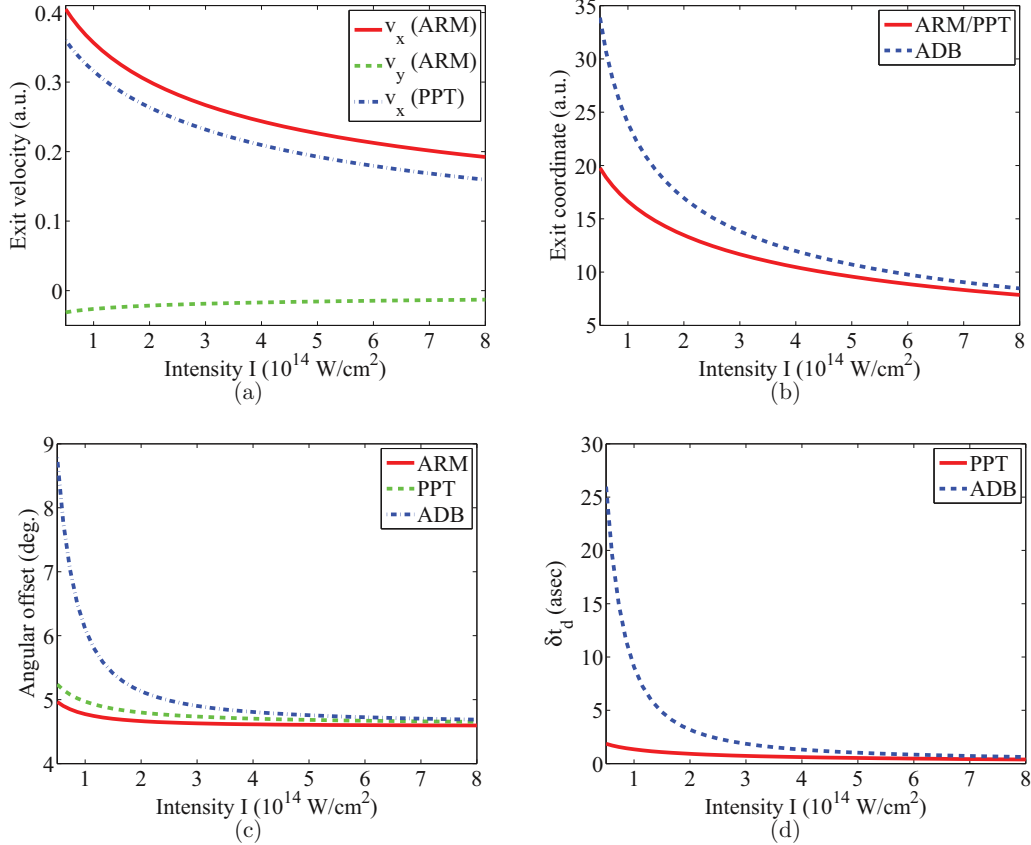 v_x (ARM)
v_y (ARM)
v_x (PPT)
0.4
0.3
0.2
0.1
0
Exit velocity (a.u.)
1 2 3 4 5 6 7 8
Intensity I (10^14 W/cm^2)
(a)
ARM/PPT
ADB
35
30
25
20
15
10
5
Exit coordinate (a.u.)
1 2 3 4 5 6 7 8
Intensity I (10^14 W/cm^2)
(b)
ARM
PPT
ADB
9
8
7
6
5
4
Angular offset (deg.)
1 2 3 4 5 6 7 8
Intensity I (10^14 W/cm^2)
(c)
PPT
ADB
30
25
20
15
10
5
0
δt_d (asec)
1 2 3 4 5 6 7 8
Intensity I (10^14 W/cm^2)
(d)